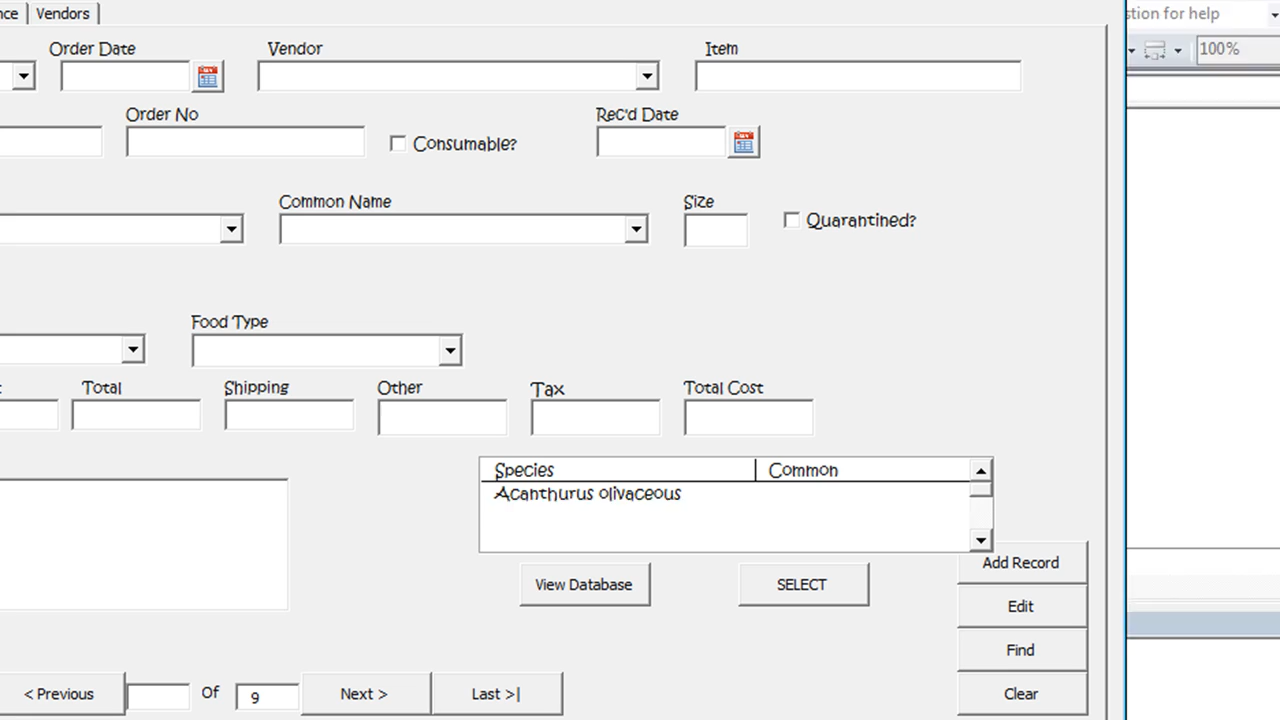 nce Vendors
stion for help
100%
Order Date Vendor Item
Order No Consumable? Rec'd Date
Common Name Size Quarantined?
Food Type
Total Shipping Other Tax Total Cost
Species Common
Acanthurus olivaceous
Add Record
View Database SELECT
Edit
Find
< Previous Of 9 Next > Last >| Clear